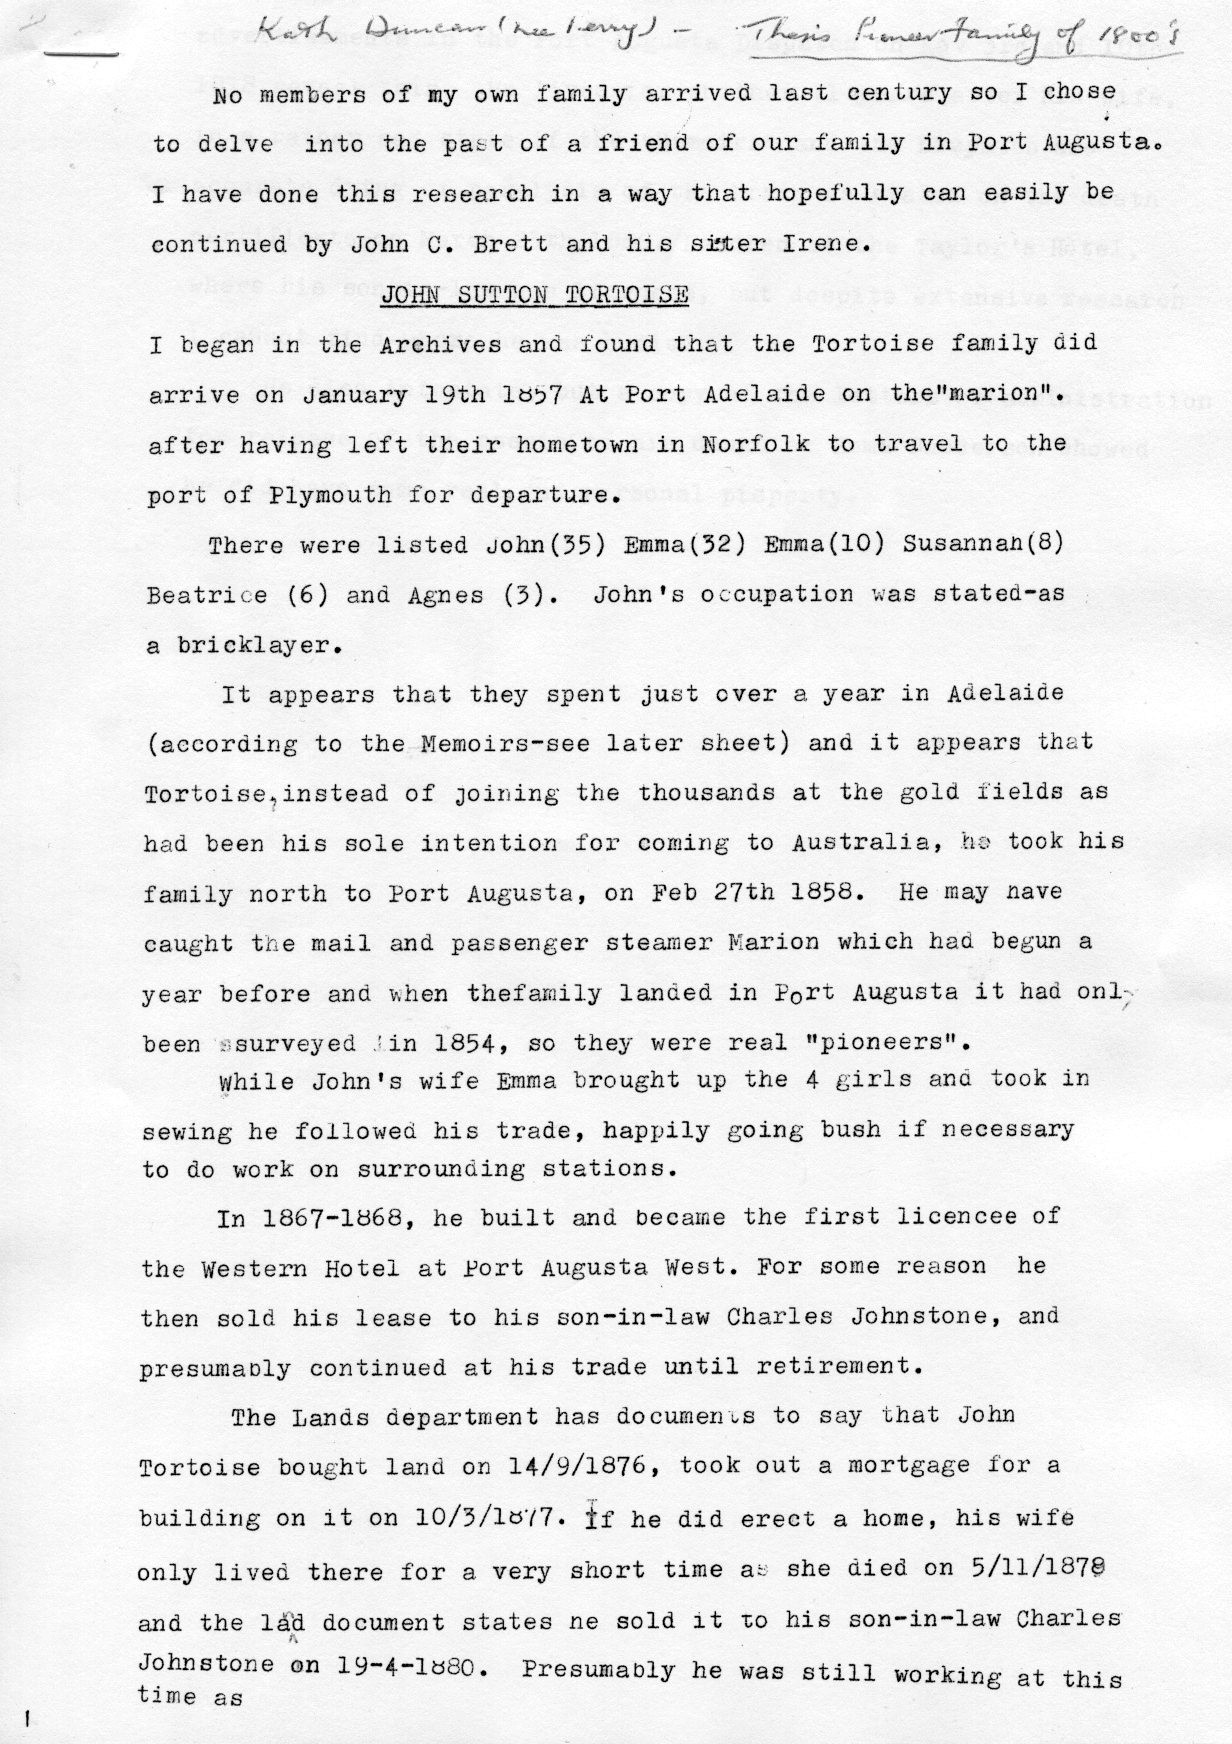 Kath Duncan (nee Perry) - Thesis Pioneer Family of 1800's
No members of my own family arrived last century so I chose
to delve into the past of a friend of our family in Port Augusta.
I have done this research in a way that hopefully can easily be
continued by John C. Brett and his sister Irene.
JOHN SUTTON TORTOISE
I began in the Archives and found that the Tortoise family did
arrive on January 19th 1857 At Port Adelaide on the"marion".
after having left their hometown in Norfolk to travel to the
port of Plymouth for departure.
There were listed John(35) Emma(32) Emma(10) Susannah(8)
Beatrice (6) and Agnes (3). John's occupation was stated-as
a bricklayer.
It appears that they spent just over a year in Adelaide
(according to the Memoirs-see later sheet) and it appears that
Tortoise,instead of joining the thousands at the gold fields as
had been his sole intention for coming to Australia, he took his
family north to Port Augusta, on Feb 27th 1858. He may have
caught the mail and passenger steamer Marion which had begun a
year before and when thefamily landed in Port Augusta it had only
been surveyed in 1854, so they were real "pioneers".
While John's wife Emma brought up the 4 girls and took in
sewing he followed his trade, happily going bush if necessary
to do work on surrounding stations.
In 1867-1868, he built and became the first licencee of
the Western Hotel at Port Augusta West. For some reason he
then sold his lease to his son-in-law Charles Johnstone, and
presumably continued at his trade until retirement.
The Lands department has documents to say that John
Tortoise bought land on 14/9/1876, took out a mortgage for a
building on it on 10/3/1877. If he did erect a home, his wife
only lived there for a very short time as she died on 5/11/1878
and the land document states he sold it to his son-in-law Charles
Johnstone on 19-4-1880. Presumably he was still working at this
time as
1